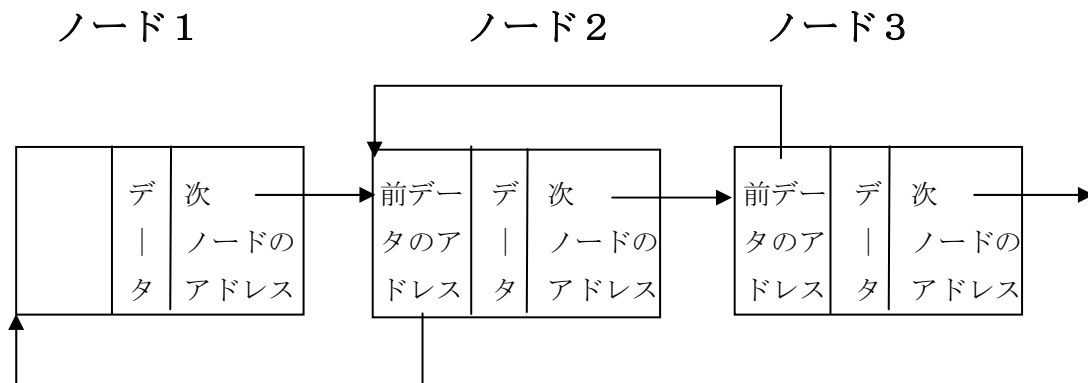 ノード１
ノード２
ノード３
データ
次
ノードの
アドレス
前デー
タのア
ドレス
データ
次
ノードの
アドレス
前デー
タのア
ドレス
データ
次
ノードの
アドレス